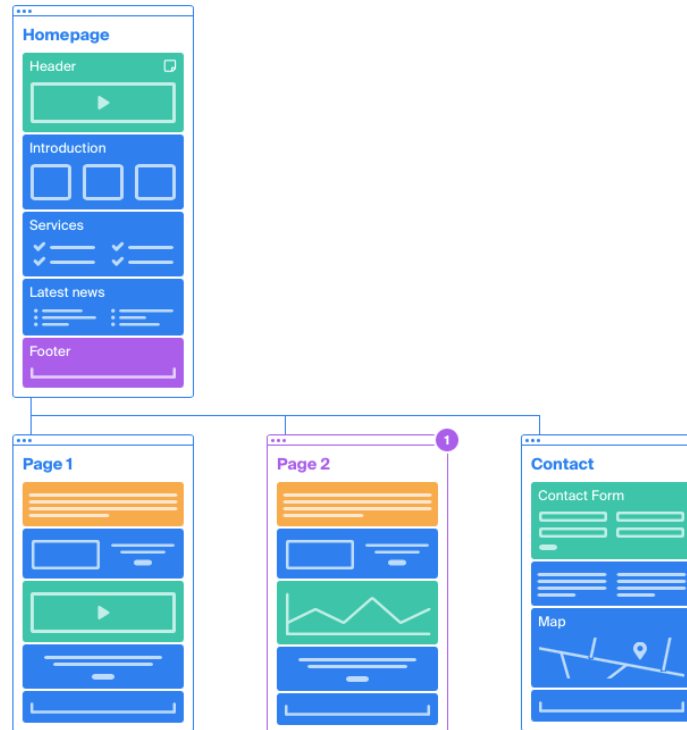 Homepage
Header
Introduction
Services
Latest news
Footer
1
Page 1
Page 2
Contact
Contact Form
Map